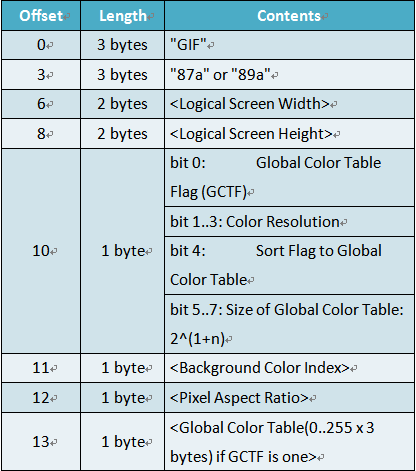 Offset Length Contents
0 3 bytes "GIF"
3 3 bytes "87a" or "89a"
6 2 bytes <Logical Screen Width>
8 2 bytes <Logical Screen Height>
10 1 byte bit 0: Global Color Table
Flag (GCTF)
bit 1..3: Color Resolution
bit 4: Sort Flag to Global
Color Table
bit 5..7: Size of Global Color Table:
2^(1+n)
11 1 byte <Background Color Index>
12 1 byte <Pixel Aspect Ratio>
13 1 byte <Global Color Table(0..255 x 3
bytes) if GCTF is one>